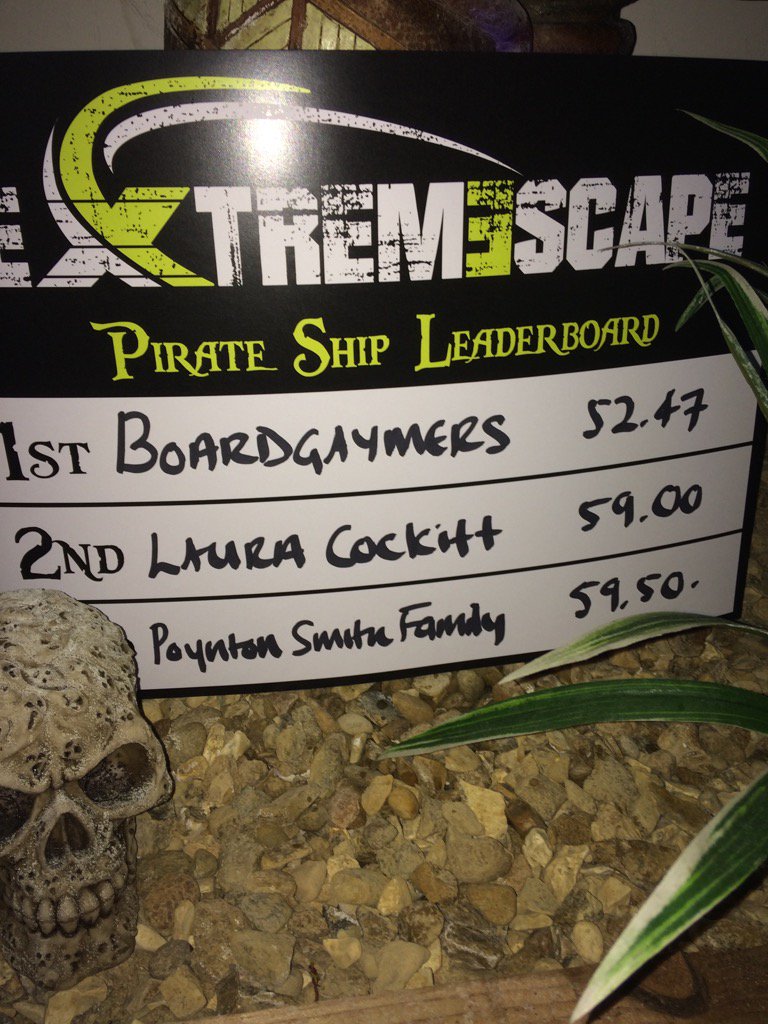 EXTREMESCAPE
PIRATE SHIP LEADERBOARD
1ST BOARDGAYMERS 52.47
2ND LAURA COCKITT 59.00
Poynton Smith Family 59.50.